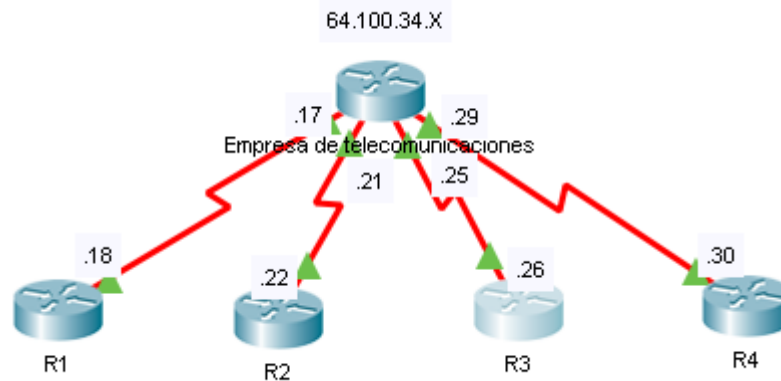 64.100.34.X
.17
.29
Empresa de telecomunicaciones
.21
.25
.18
.22
.26
.30
R1
R2
R3
R4